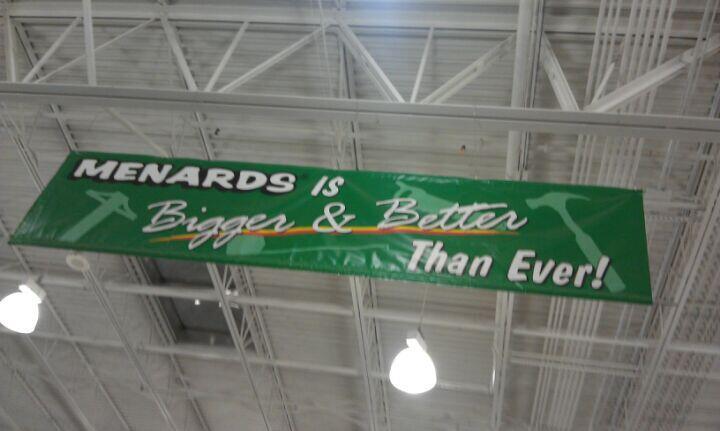 MENARDS is
Bigger & Better
Than Ever!